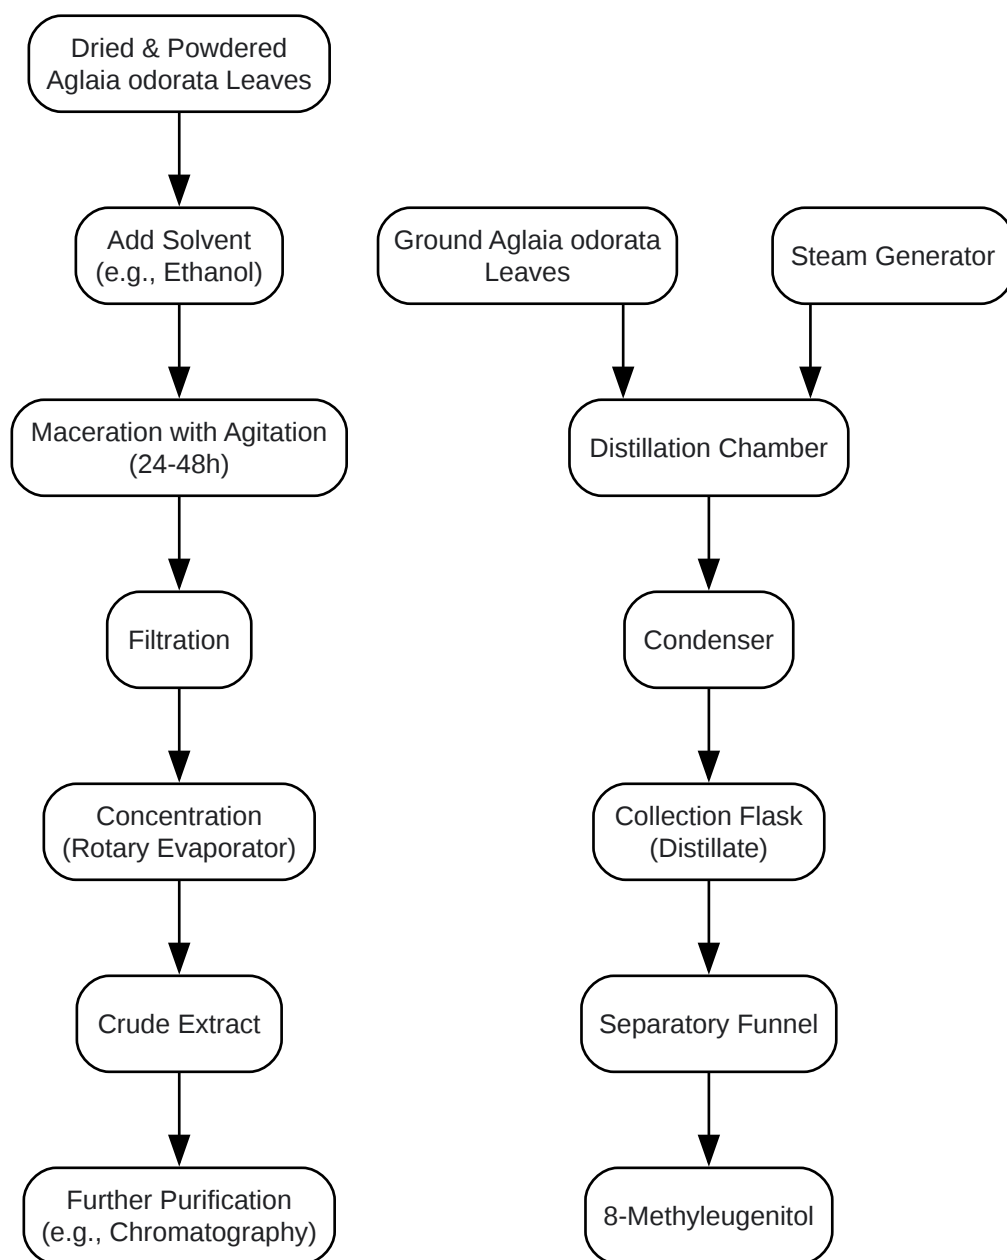 Dried & Powdered
Aglaia odorata Leaves
Add Solvent
(e.g., Ethanol)
Maceration with Agitation
(24-48h)
Filtration
Concentration
(Rotary Evaporator)
Crude Extract
Further Purification
(e.g., Chromatography)
Ground Aglaia odorata
Leaves
Steam Generator
Distillation Chamber
Condenser
Collection Flask
(Distillate)
Separatory Funnel
8-Methyleugenitol